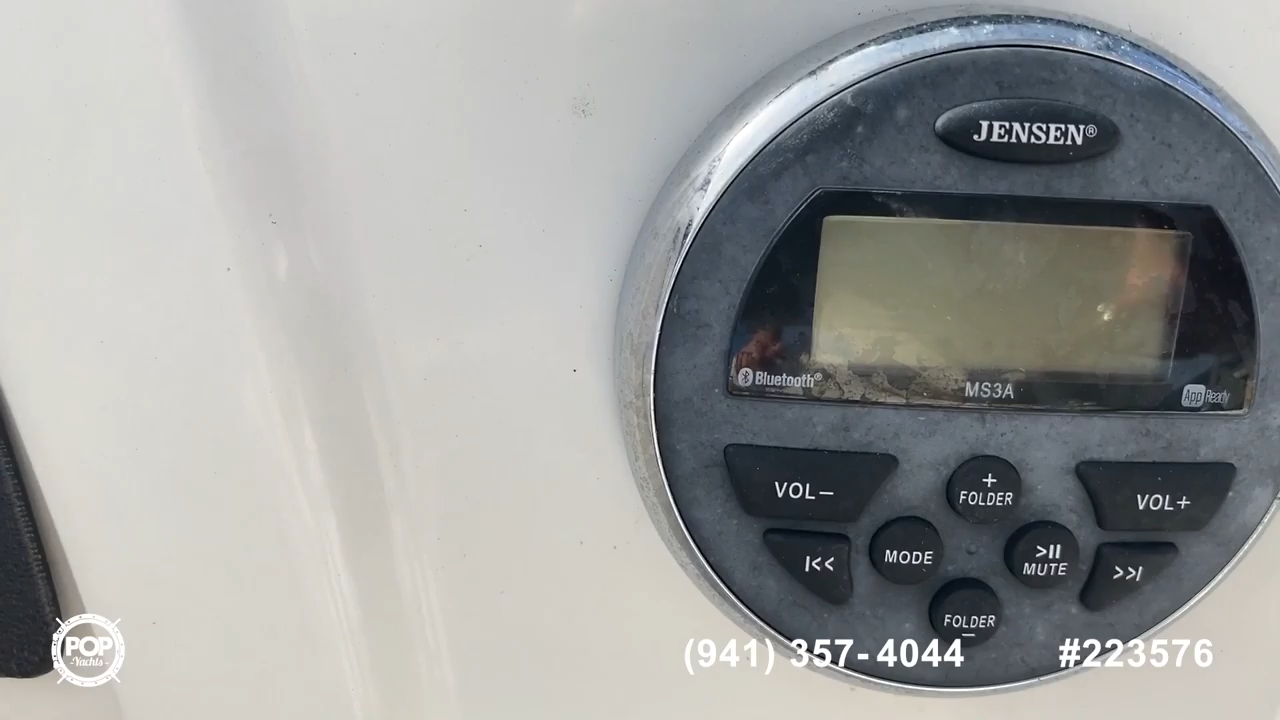 JENSEN®
Bluetooth®
MS3A
App Ready
VOL-
+
FOLDER
VOL+
I<<
MODE
>II
MUTE
>>I
FOLDER
-
(941) 357-4044
#223576
POP
-Yachts-